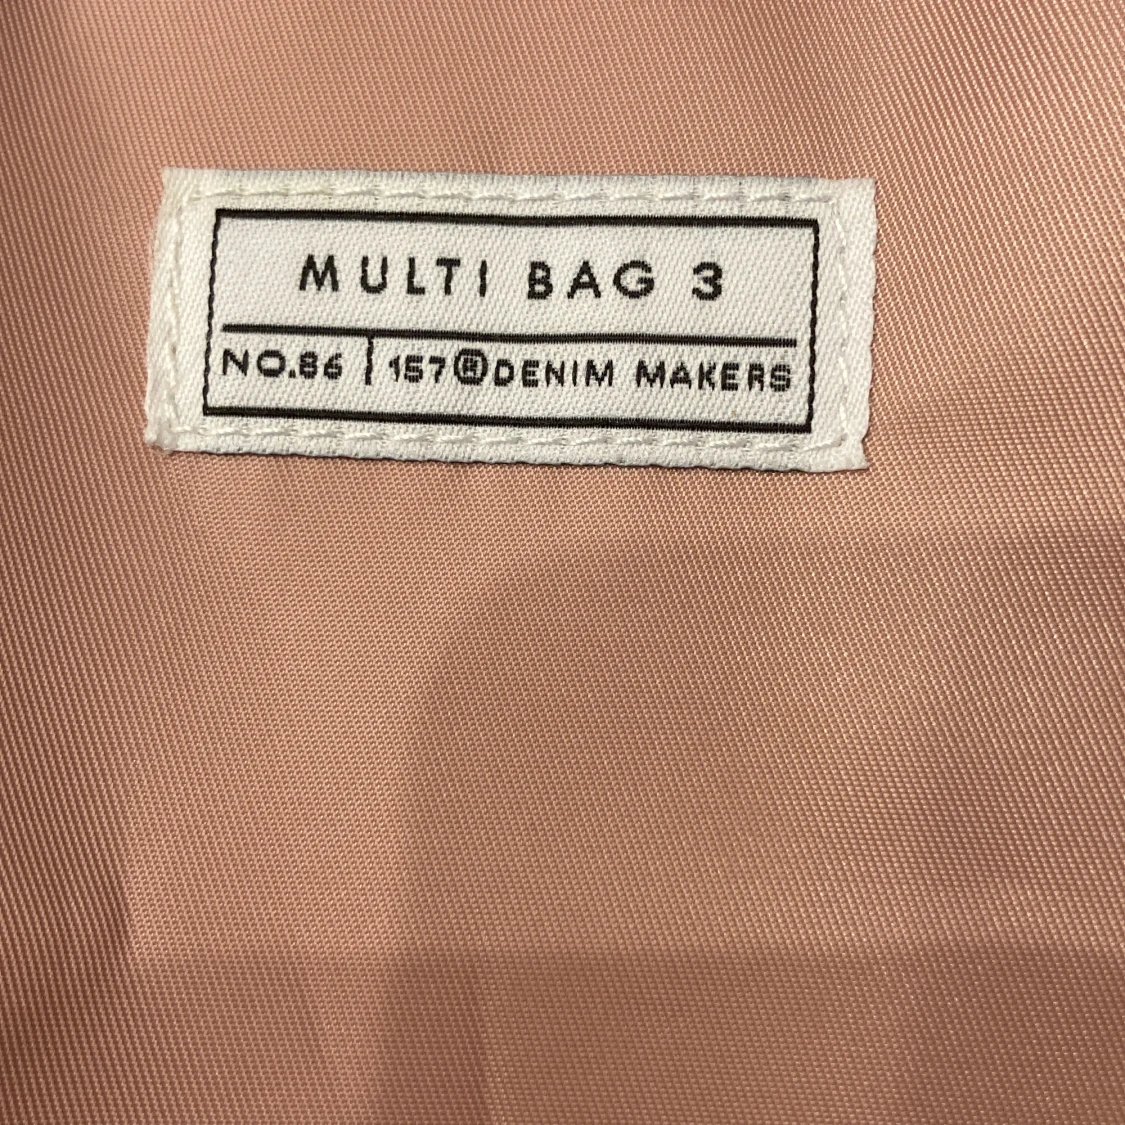 MULTI BAG 3
NO.86 | 157®DENIM MAKERS